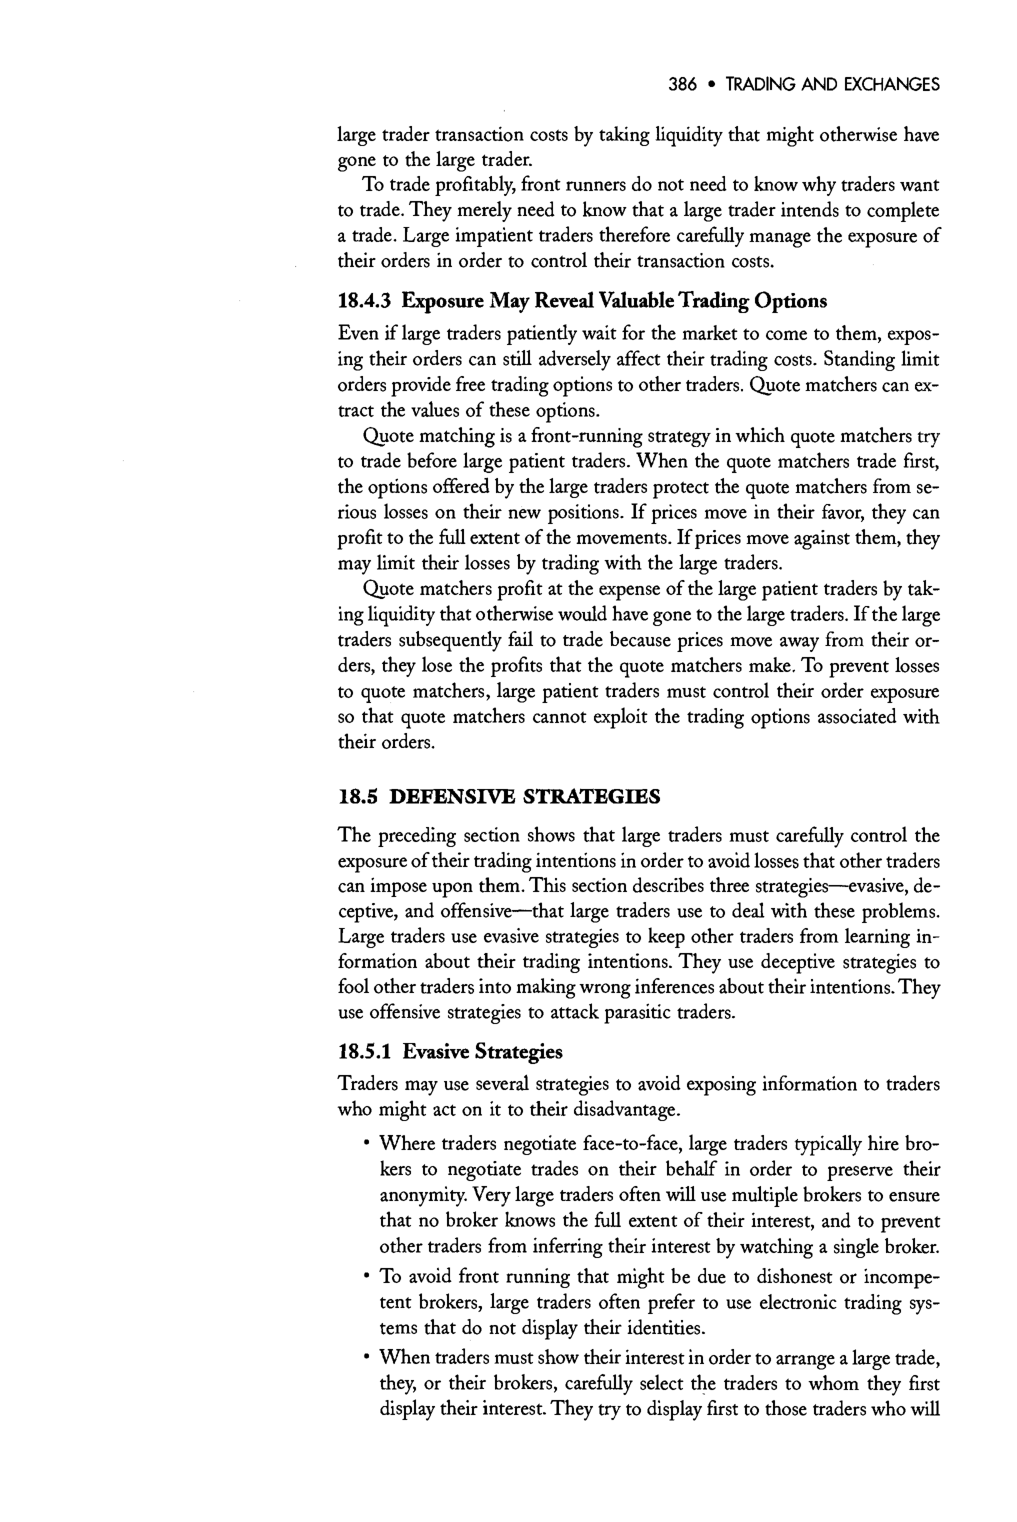 386 • TRADING AND EXCHANGES
large trader transaction costs by taking liquidity that might otherwise have
gone to the large trader.
To trade profitably, front runners do not need to know why traders want
to trade. They merely need to know that a large trader intends to complete
a trade. Large impatient traders therefore carefully manage the exposure of
their orders in order to control their transaction costs.
18.4.3 Exposure May Reveal Valuable Trading Options
Even if large traders patiently wait for the market to come to them, expos-
ing their orders can still adversely affect their trading costs. Standing limit
orders provide free trading options to other traders. Quote matchers can ex-
tract the values of these options.
Quote matching is a front-running strategy in which quote matchers try
to trade before large patient traders. When the quote matchers trade first,
the options offered by the large traders protect the quote matchers from se-
rious losses on their new positions. If prices move in their favor, they can
profit to the full extent of the movements. If prices move against them, they
may limit their losses by trading with the large traders.
Quote matchers profit at the expense of the large patient traders by tak-
ing liquidity that otherwise would have gone to the large traders. If the large
traders subsequently fail to trade because prices move away from their or-
ders, they lose the profits that the quote matchers make. To prevent losses
to quote matchers, large patient traders must control their order exposure
so that quote matchers cannot exploit the trading options associated with
their orders.
18.5 DEFENSIVE STRATEGIES
The preceding section shows that large traders must carefully control the
exposure of their trading intentions in order to avoid losses that other traders
can impose upon them. This section describes three strategies—evasive, de-
ceptive, and offensive—that large traders use to deal with these problems.
Large traders use evasive strategies to keep other traders from learning in-
formation about their trading intentions. They use deceptive strategies to
fool other traders into making wrong inferences about their intentions. They
use offensive strategies to attack parasitic traders.
18.5.1 Evasive Strategies
Traders may use several strategies to avoid exposing information to traders
who might act on it to their disadvantage.
• Where traders negotiate face-to-face, large traders typically hire bro-
kers to negotiate trades on their behalf in order to preserve their
anonymity. Very large traders often will use multiple brokers to ensure
that no broker knows the full extent of their interest, and to prevent
other traders from inferring their interest by watching a single broker.
• To avoid front running that might be due to dishonest or incompe-
tent brokers, large traders often prefer to use electronic trading sys-
tems that do not display their identities.
• When traders must show their interest in order to arrange a large trade,
they, or their brokers, carefully select the traders to whom they first
display their interest. They try to display first to those traders who will